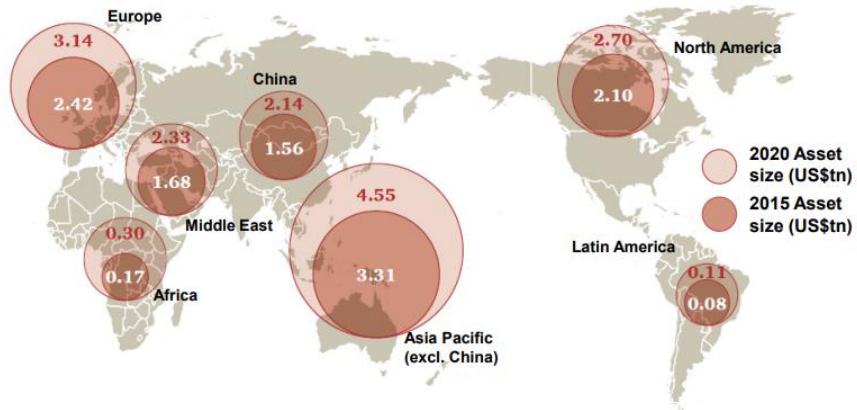 Europe
3.14
2.42
China
2.14
1.56
2.33
1.68
Middle East
0.30
0.17
Africa
4.55
3.31
Asia Pacific
(excl. China)
2.70
2.10
North America
2020 Asset
size (US$tn)
2015 Asset
size (US$tn)
Latin America
0.11
0.08